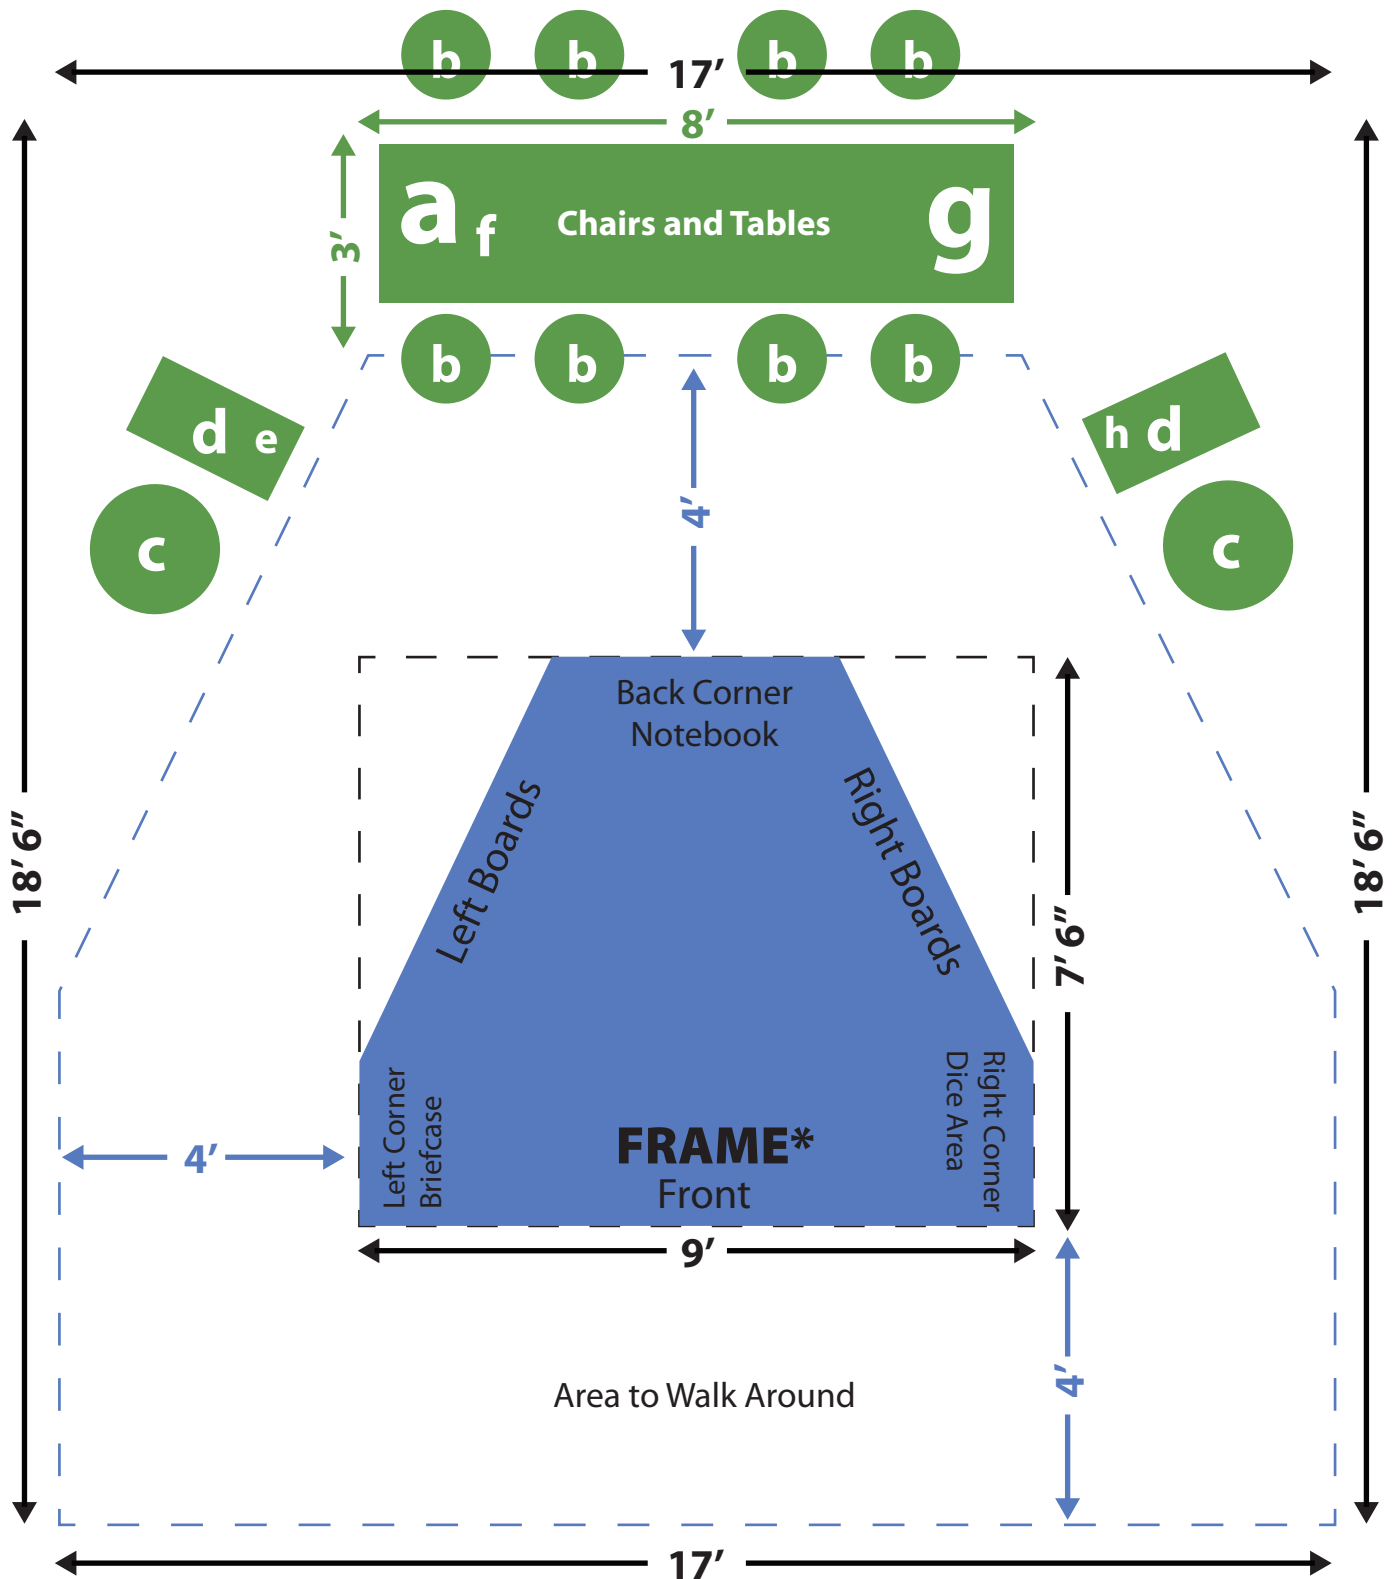 b b b b
17′
8′
3′
a f Chairs and Tables g
b b b b
d e
h d
c
c
4′
Back Corner
Notebook
Left Boards
Right Boards
18′ 6″
18′ 6″
7′ 6″
Left Corner
Briefcase
Right Corner
Dice Area
FRAME*
Front
4′
9′
4′
Area to Walk Around
17′